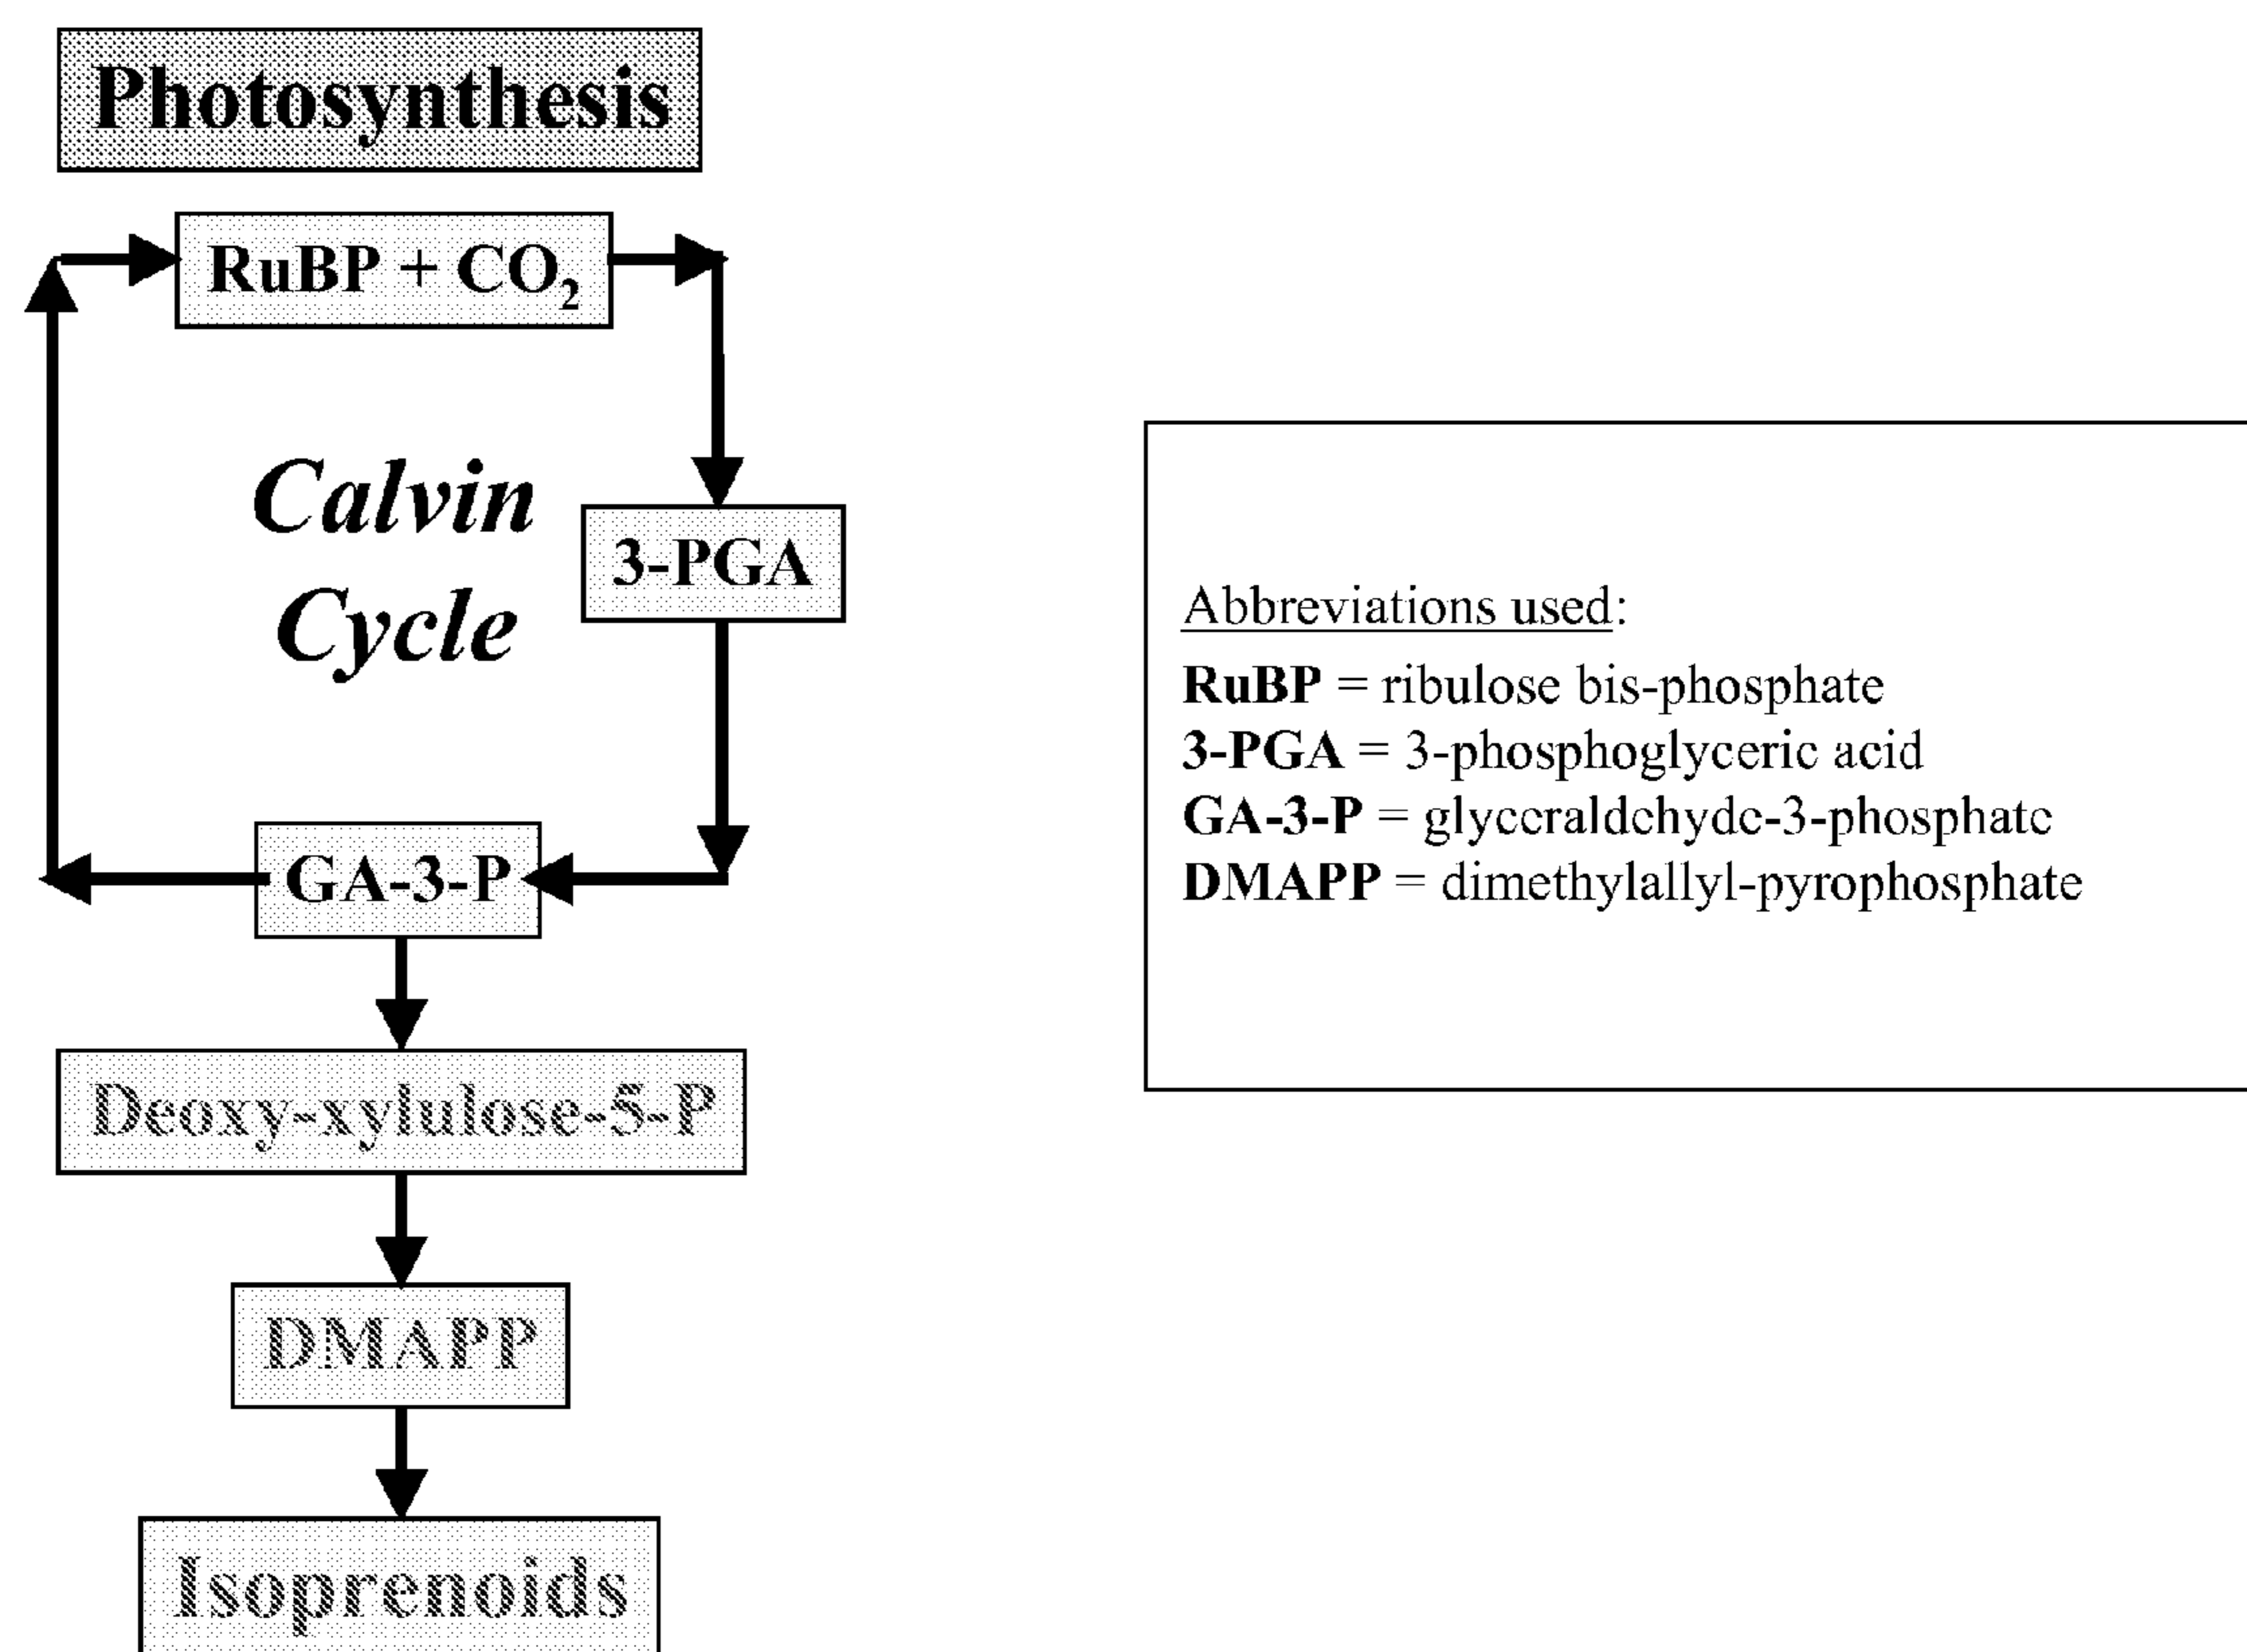 Photosynthesis
RuBP + CO₂
Calvin
Cycle
3-PGA
GA-3-P
Deoxy-xylulose-5-P
DMAPP
Isoprenoids
Abbreviations used:
RuBP = ribulose bis-phosphate
3-PGA = 3-phosphoglyceric acid
GA-3-P = glyceraldehyde-3-phosphate
DMAPP = dimethylallyl-pyrophosphate